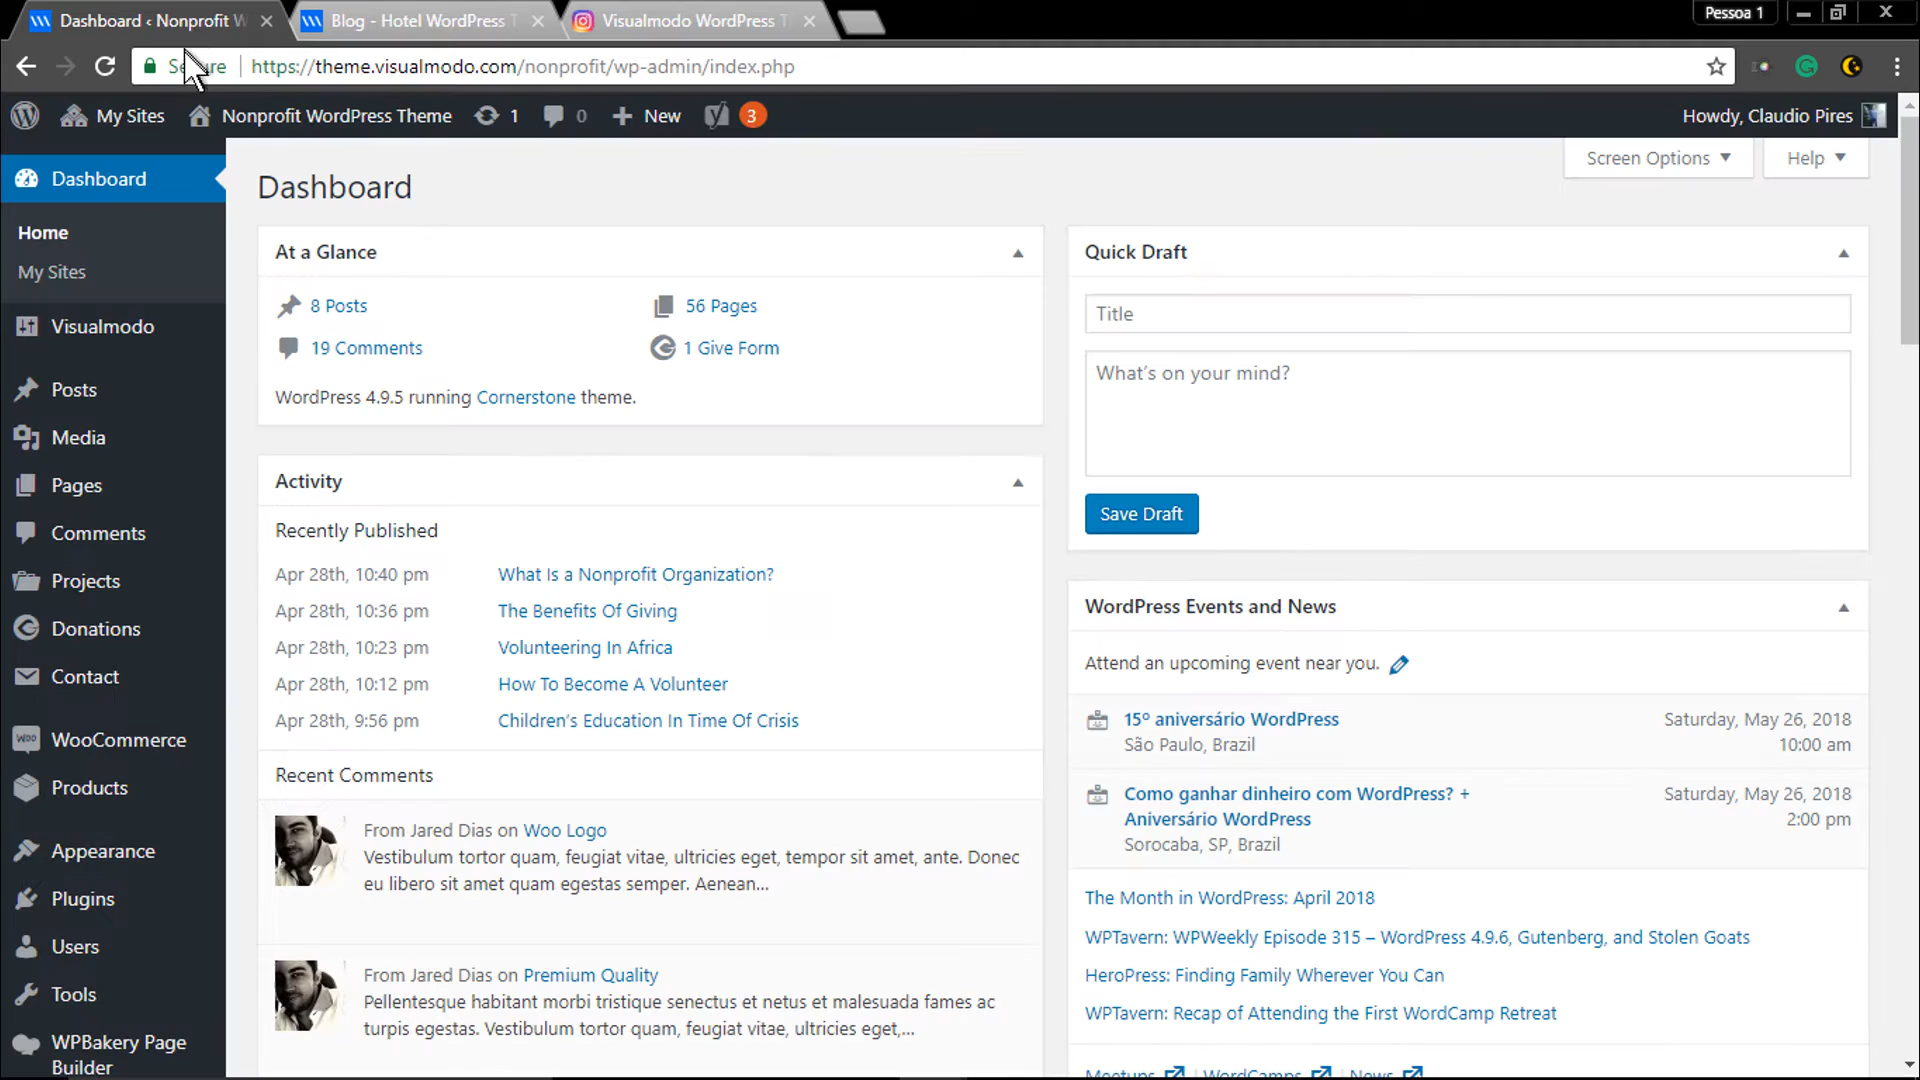 Dashboard ‹ Nonprofit W
Blog - Hotel WordPress T
Visualmodo WordPress T
Pessoa 1
https://theme.visualmodo.com/nonprofit/wp-admin/index.php
My Sites
Nonprofit WordPress Theme
1
0
New
3
Howdy, Claudio Pires
Dashboard
Home
My Sites
Visualmodo
Posts
Media
Pages
Comments
Projects
Donations
Contact
WooCommerce
Products
Appearance
Plugins
Users
Tools
WPBakery Page
Builder
Screen Options
Help
Dashboard
At a Glance
8 Posts
56 Pages
19 Comments
1 Give Form
WordPress 4.9.5 running Cornerstone theme.
Activity
Recently Published
Apr 28th, 10:40 pm What Is a Nonprofit Organization?
Apr 28th, 10:36 pm The Benefits Of Giving
Apr 28th, 10:23 pm Volunteering In Africa
Apr 28th, 10:12 pm How To Become A Volunteer
Apr 28th, 9:56 pm Children's Education In Time Of Crisis
Recent Comments
From Jared Dias on Woo Logo
Vestibulum tortor quam, feugiat vitae, ultricies eget, tempor sit amet, ante. Donec
eu libero sit amet quam egestas semper. Aenean...
From Jared Dias on Premium Quality
Pellentesque habitant morbi tristique senectus et netus et malesuada fames ac
turpis egestas. Vestibulum tortor quam, feugiat vitae, ultricies eget,...
Quick Draft
Title
What's on your mind?
Save Draft
WordPress Events and News
Attend an upcoming event near you.
15º aniversário WordPress
São Paulo, Brazil
Saturday, May 26, 2018
10:00 am
Como ganhar dinheiro com WordPress? +
Aniversário WordPress
Sorocaba, SP, Brazil
Saturday, May 26, 2018
2:00 pm
The Month in WordPress: April 2018
WPTavern: WPWeekly Episode 315 – WordPress 4.9.6, Gutenberg, and Stolen Goats
HeroPress: Finding Family Wherever You Can
WPTavern: Recap of Attending the First WordCamp Retreat
Meetups | WordCamps | News